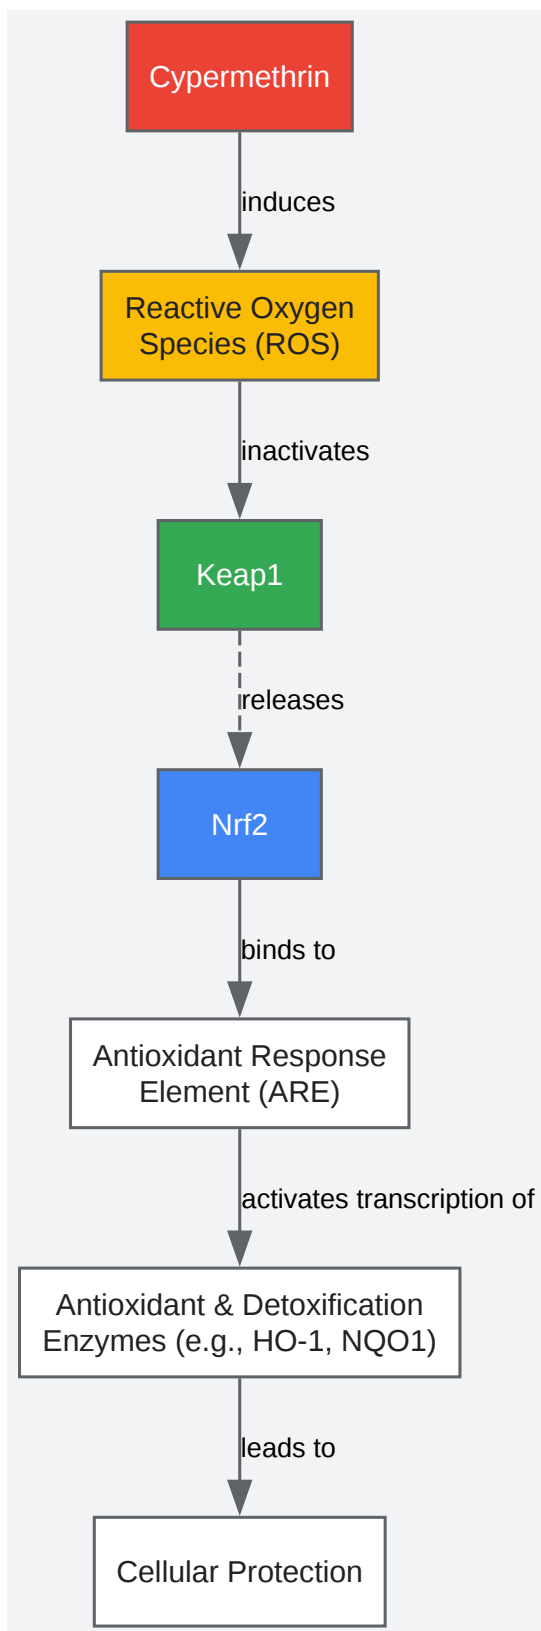 Cypermethrin
induces
Reactive Oxygen
Species (ROS)
inactivates
Keap1
releases
Nrf2
binds to
Antioxidant Response
Element (ARE)
activates transcription of
Antioxidant & Detoxification
Enzymes (e.g., HO-1, NQO1)
leads to
Cellular Protection